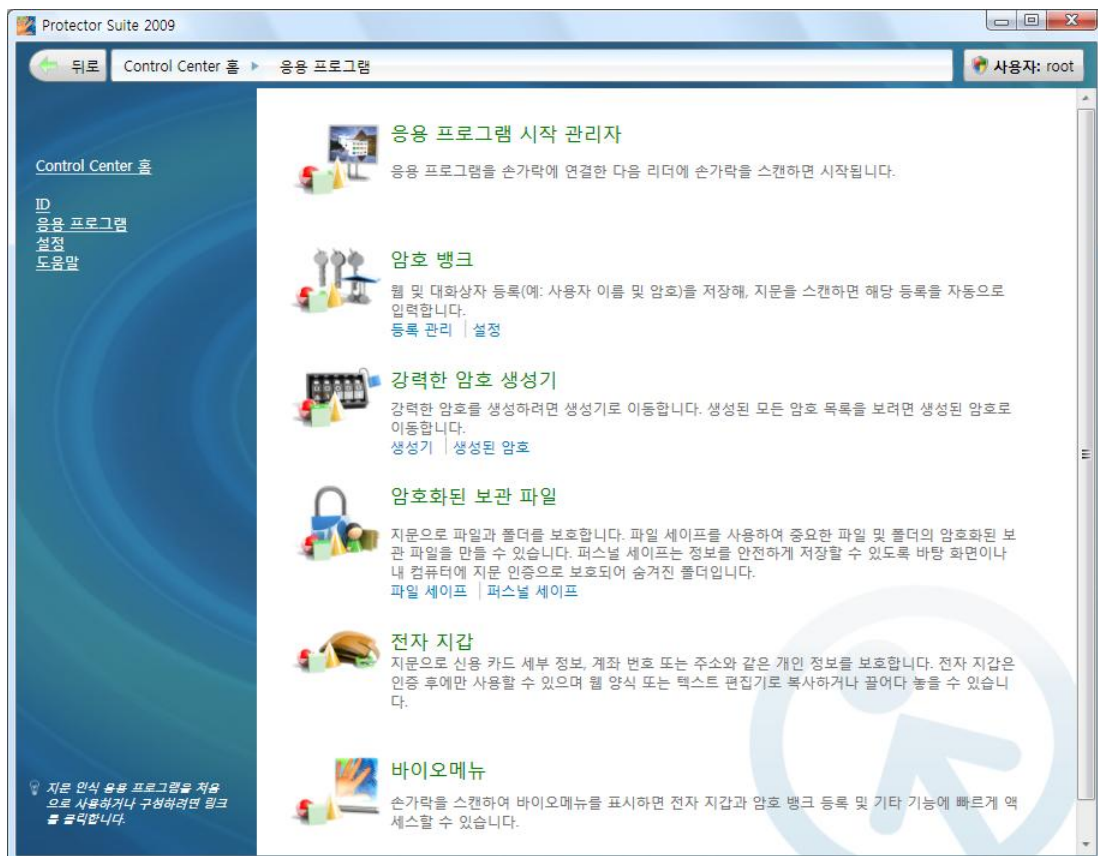 Protector Suite 2009
뒤로
Control Center 홈
응용 프로그램
사용자: root
Control Center 홈
ID
응용 프로그램
설정
도움말
지문 인식 응용 프로그램을 처음
으로 사용하거나 구성하려면 링크
를 클릭합니다.
응용 프로그램 시작 관리자
응용 프로그램을 손가락에 연결한 다음 리더에 손가락을 스캔하면 시작됩니다.
암호 뱅크
웹 및 대화상자 등록(예: 사용자 이름 및 암호)을 저장해, 지문을 스캔하면 해당 등록을 자동으로
입력합니다.
등록 관리 | 설정
강력한 암호 생성기
강력한 암호를 생성하려면 생성기로 이동합니다. 생성된 모든 암호 목록을 보려면 생성된 암호로
이동합니다.
생성기 | 생성된 암호
암호화된 보관 파일
지문으로 파일과 폴더를 보호합니다. 파일 세이프를 사용하여 중요한 파일 및 폴더의 암호화된 보
관 파일을 만들 수 있습니다. 퍼스널 세이프는 정보를 안전하게 저장할 수 있도록 바탕 화면이나
내 컴퓨터에 지문 인증으로 보호되어 숨겨진 폴더입니다.
파일 세이프 | 퍼스널 세이프
전자 지갑
지문으로 신용 카드 세부 정보, 계좌 번호 또는 주소와 같은 개인 정보를 보호합니다. 전자 지갑은
인증 후에만 사용할 수 있으며 웹 양식 또는 텍스트 편집기로 복사하거나 끌어다 놓을 수 있습니
다.
바이오메뉴
손가락을 스캔하여 바이오메뉴를 표시하면 전자 지갑과 암호 뱅크 등록 및 기타 기능에 빠르게 액
세스할 수 있습니다.